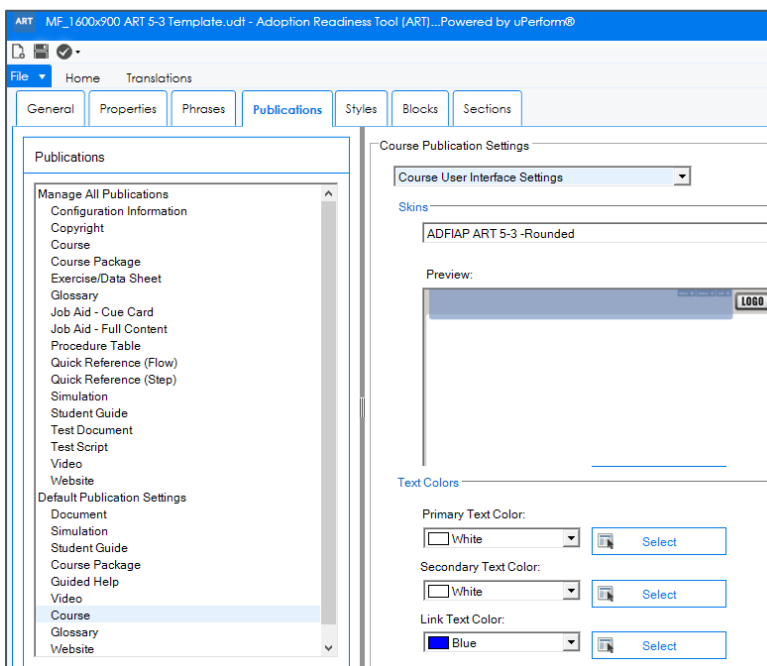 ART MF_1600x900 ART 5-3 Template.udt - Adoption Readiness Tool (ART)...Powered by uPerform®
File Home Translations
General Properties Phrases Publications Styles Blocks Sections
Publications
Manage All Publications
Configuration Information
Copyright
Course
Course Package
Exercise/Data Sheet
Glossary
Job Aid - Cue Card
Job Aid - Full Content
Procedure Table
Quick Reference (Flow)
Quick Reference (Step)
Simulation
Student Guide
Test Document
Test Script
Video
Website
Default Publication Settings
Document
Simulation
Student Guide
Course Package
Guided Help
Video
Course
Glossary
Website
Course Publication Settings
Course User Interface Settings
Skins
ADFIAP ART 5-3 -Rounded
Preview:
LOGO
Text Colors
Primary Text Color:
White Select
Secondary Text Color:
White Select
Link Text Color:
Blue Select